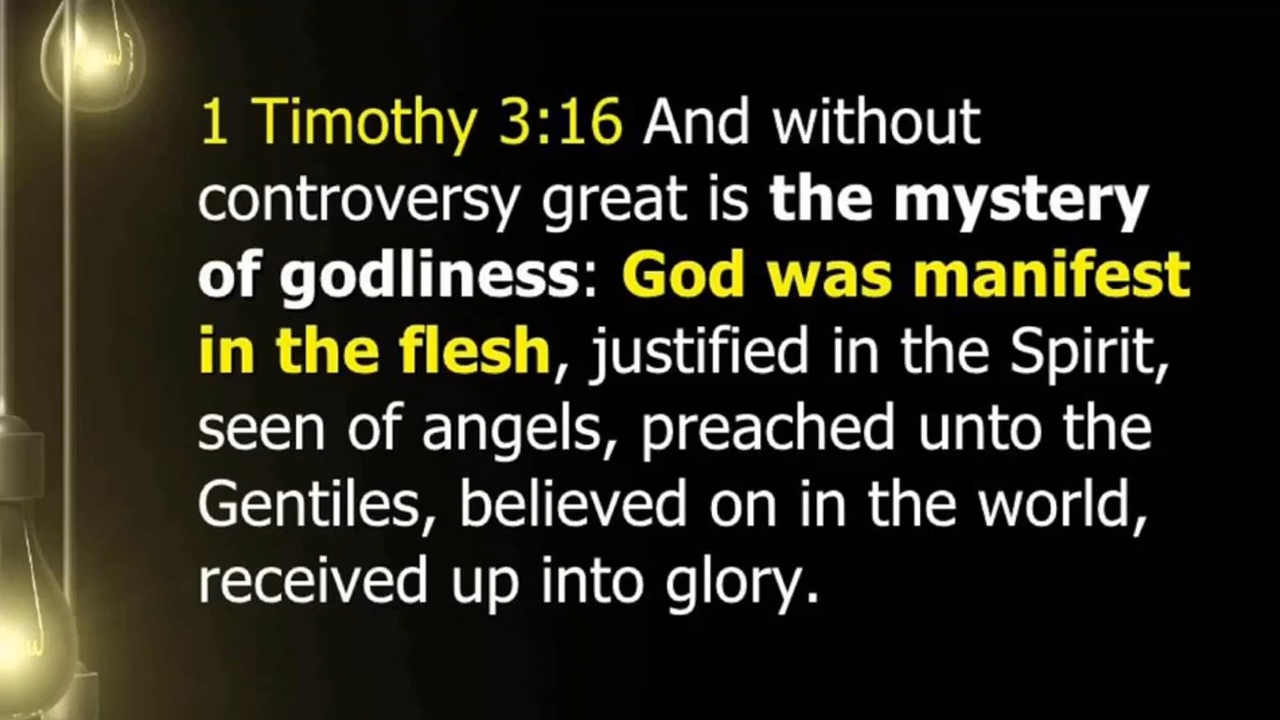 1 Timothy 3:16 And without
controversy great is the mystery
of godliness: God was manifest
in the flesh, justified in the Spirit,
seen of angels, preached unto the
Gentiles, believed on in the world,
received up into glory.